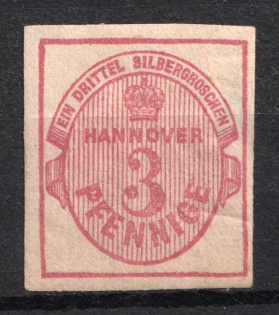 EIN DRITTEL SILBERGROSCHEN
HANNOVER
3
PFENNIGE